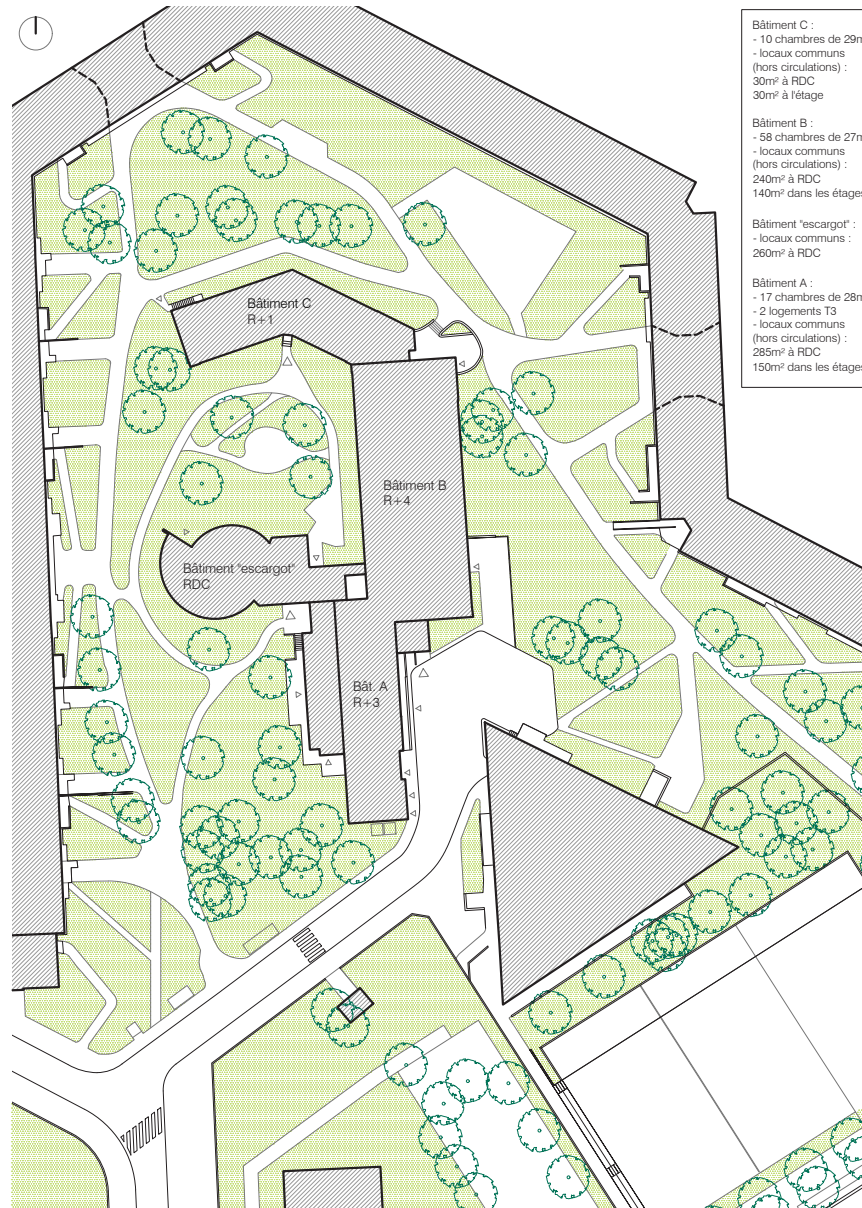 Bâtiment C :
- 10 chambres de 29m
- locaux communs
(hors circulations) :
30m² à RDC
30m² à l'étage
Bâtiment B :
- 58 chambres de 27m
- locaux communs
(hors circulations) :
240m² à RDC
140m² dans les étages
Bâtiment "escargot" :
- locaux communs :
260m² à RDC
Bâtiment A :
- 17 chambres de 28m
- 2 logements T3
- locaux communs
(hors circulations) :
285m² à RDC
150m² dans les étages
Bâtiment C
R+1
Bâtiment B
R+4
Bâtiment "escargot"
RDC
Bât. A
R+3